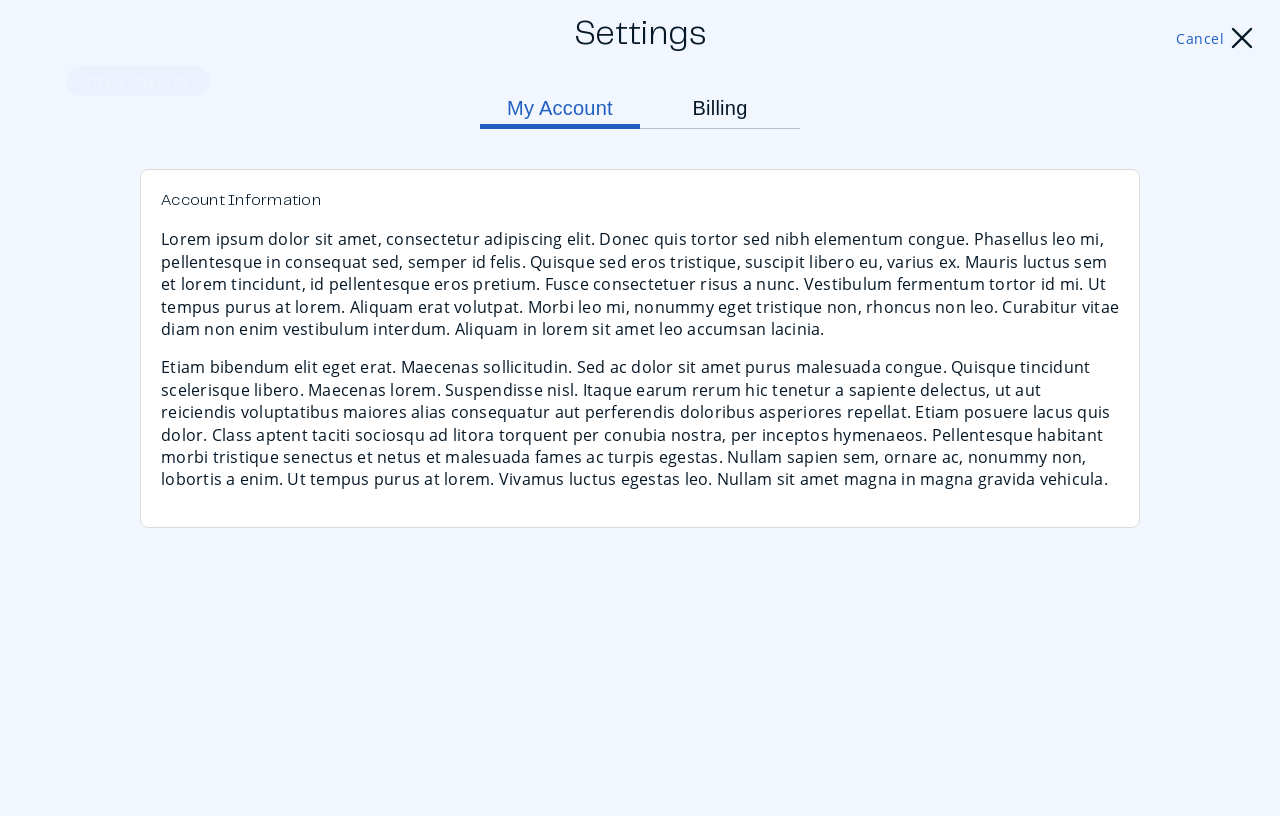 Settings
Cancel
OPEN OVERLAY
My Account
Billing
Account Information
Lorem ipsum dolor sit amet, consectetur adipiscing elit. Donec quis tortor sed nibh elementum congue. Phasellus leo mi,
pellentesque in consequat sed, semper id felis. Quisque sed eros tristique, suscipit libero eu, varius ex. Mauris luctus sem
et lorem tincidunt, id pellentesque eros pretium. Fusce consectetuer risus a nunc. Vestibulum fermentum tortor id mi. Ut
tempus purus at lorem. Aliquam erat volutpat. Morbi leo mi, nonummy eget tristique non, rhoncus non leo. Curabitur vitae
diam non enim vestibulum interdum. Aliquam in lorem sit amet leo accumsan lacinia.
Etiam bibendum elit eget erat. Maecenas sollicitudin. Sed ac dolor sit amet purus malesuada congue. Quisque tincidunt
scelerisque libero. Maecenas lorem. Suspendisse nisl. Itaque earum rerum hic tenetur a sapiente delectus, ut aut
reiciendis voluptatibus maiores alias consequatur aut perferendis doloribus asperiores repellat. Etiam posuere lacus quis
dolor. Class aptent taciti sociosqu ad litora torquent per conubia nostra, per inceptos hymenaeos. Pellentesque habitant
morbi tristique senectus et netus et malesuada fames ac turpis egestas. Nullam sapien sem, ornare ac, nonummy non,
lobortis a enim. Ut tempus purus at lorem. Vivamus luctus egestas leo. Nullam sit amet magna in magna gravida vehicula.